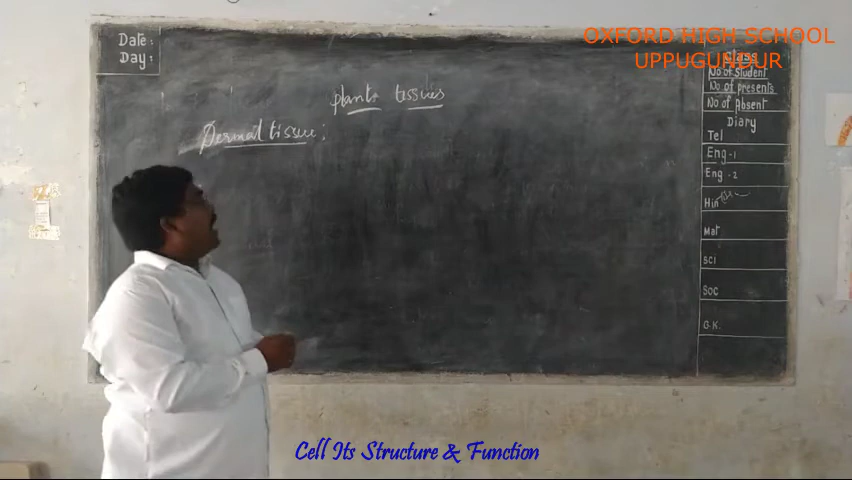 OXFORD HIGH SCHOOL
UPPUGUNDUR
Date:
Day:
plant tissues
Dermal tissue:
Class
No of Student
No of presents
No of Absent
Diary
Tel
Eng-1
Eng-2
Hin
Mat
sci
Soc
G.K.
Cell Its Structure & Function